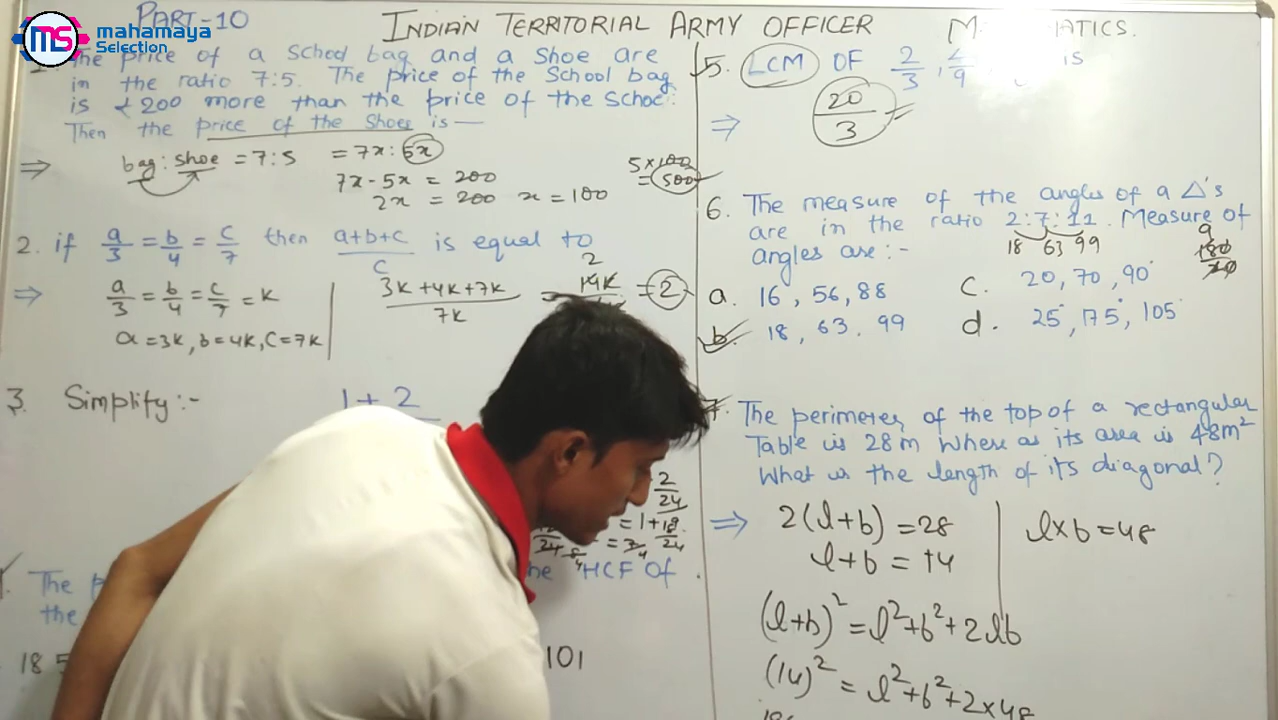 mahamaya
Selection
PART-10
INDIAN TERRITORIAL ARMY OFFICER
The price of a School bag and a Shoe are
in the ratio 7:5. The price of the School bag
is ₹200 more than the price of the Schoe.
Then the price of the Shoes is —
⇒ bag : shoe = 7:5 = 7x : 5x
7x - 5x = 200
2x = 200 x = 100
5×100
= 500
2. if a/3 = b/4 = c/7 then a+b+c/c is equal to
⇒ a/3 = b/4 = c/7 = K
a = 3K, b = 4K, C = 7K
3K + 4K + 7K / 7K = 14K = 2
3. Simplify :- 1 + 2
2/24
= 1 + 18/24
The
the HCF Of
the
18 5
101
5. LCM OF 2/3, 4/9 is
⇒ 20/3
6. The measure of the angles of a △'s
are in the ratio 2:7:11. Measure of
angles are :-
18 63 99
9
180
20
a. 16, 56, 88
c. 20, 70, 90°
b. 18, 63. 99
d. 25°, 175°, 105°
7. The perimeter of the top of a rectangular
Table is 28m Where as its area is 48m²
What is the length of its diagonal?
⇒ 2(l+b) = 28
l+b = 14
l×b = 48
(l+b)² = l²+b²+2lb
(14)² = l²+b²+2×48